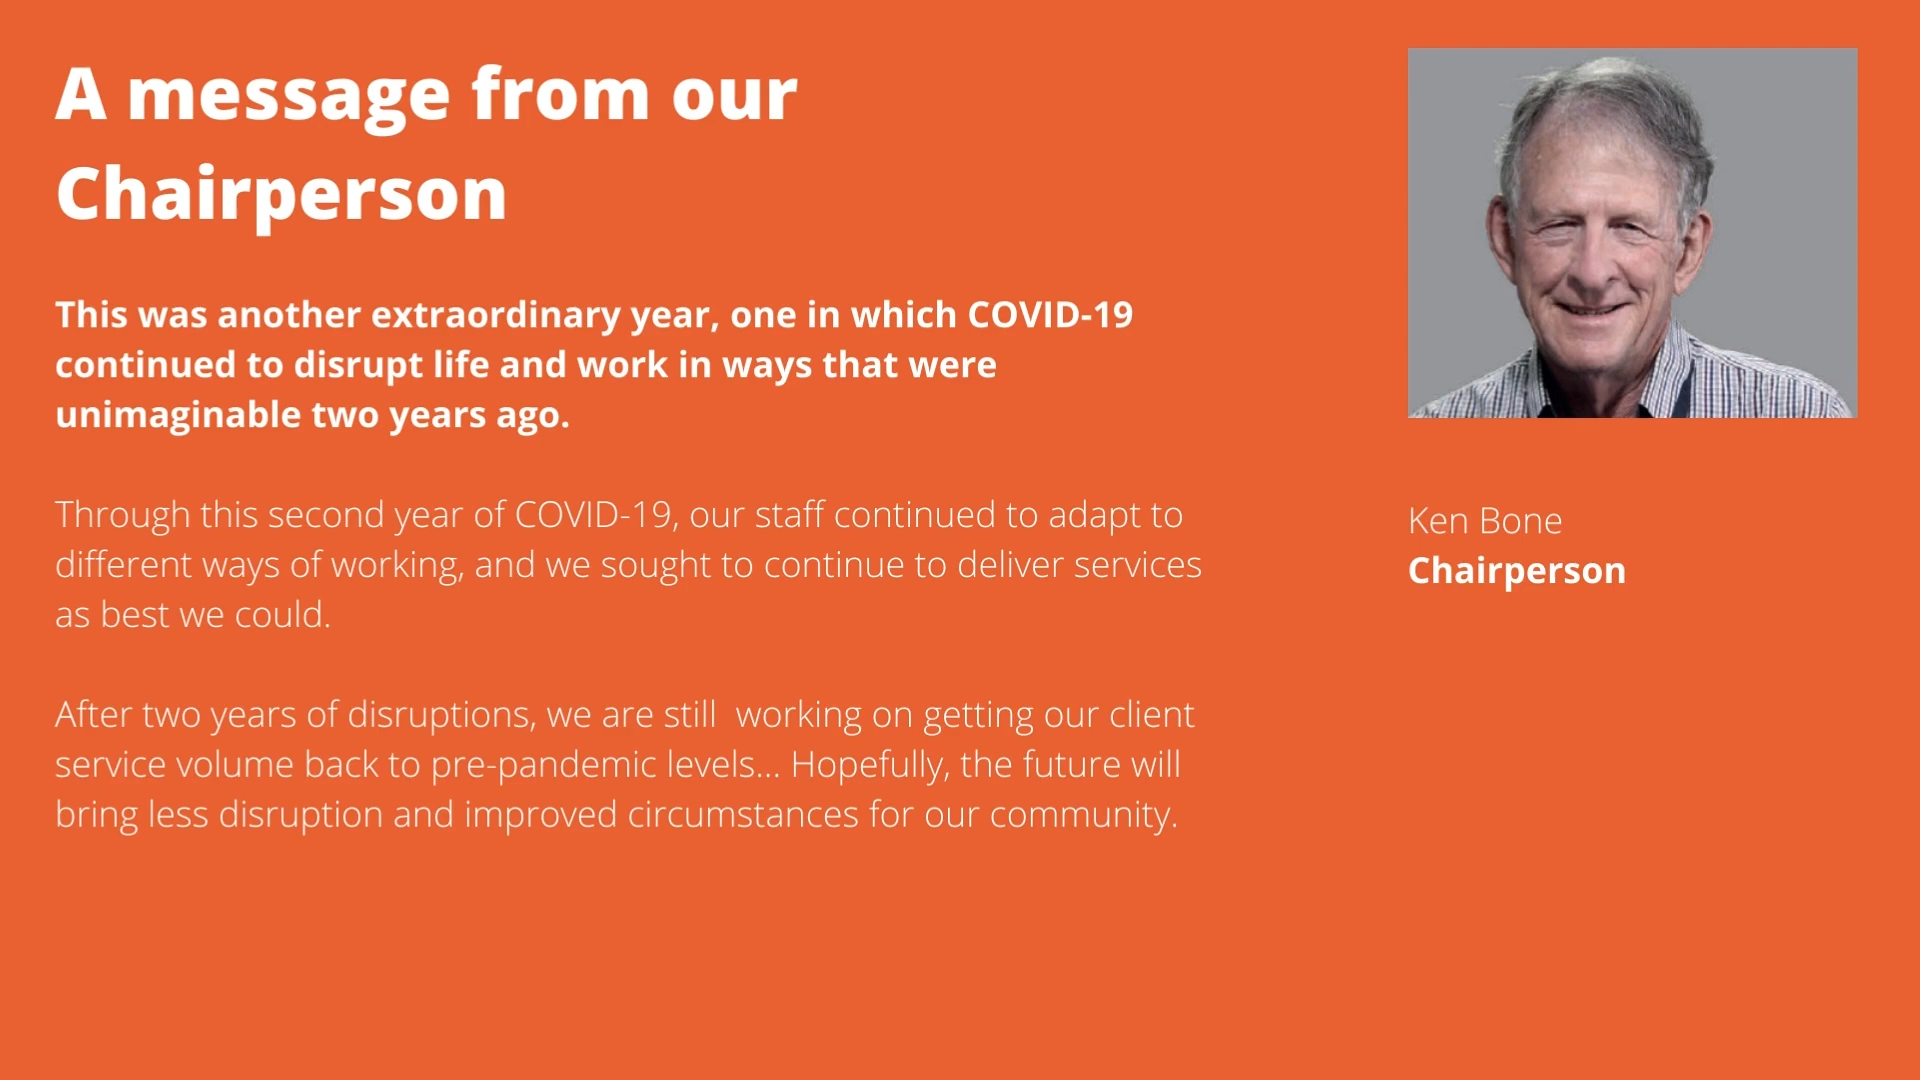 A message from our
Chairperson
This was another extraordinary year, one in which COVID-19
continued to disrupt life and work in ways that were
unimaginable two years ago.
Through this second year of COVID-19, our staff continued to adapt to
different ways of working, and we sought to continue to deliver services
as best we could.
After two years of disruptions, we are still  working on getting our client
service volume back to pre-pandemic levels... Hopefully, the future will
bring less disruption and improved circumstances for our community.
Ken Bone
Chairperson